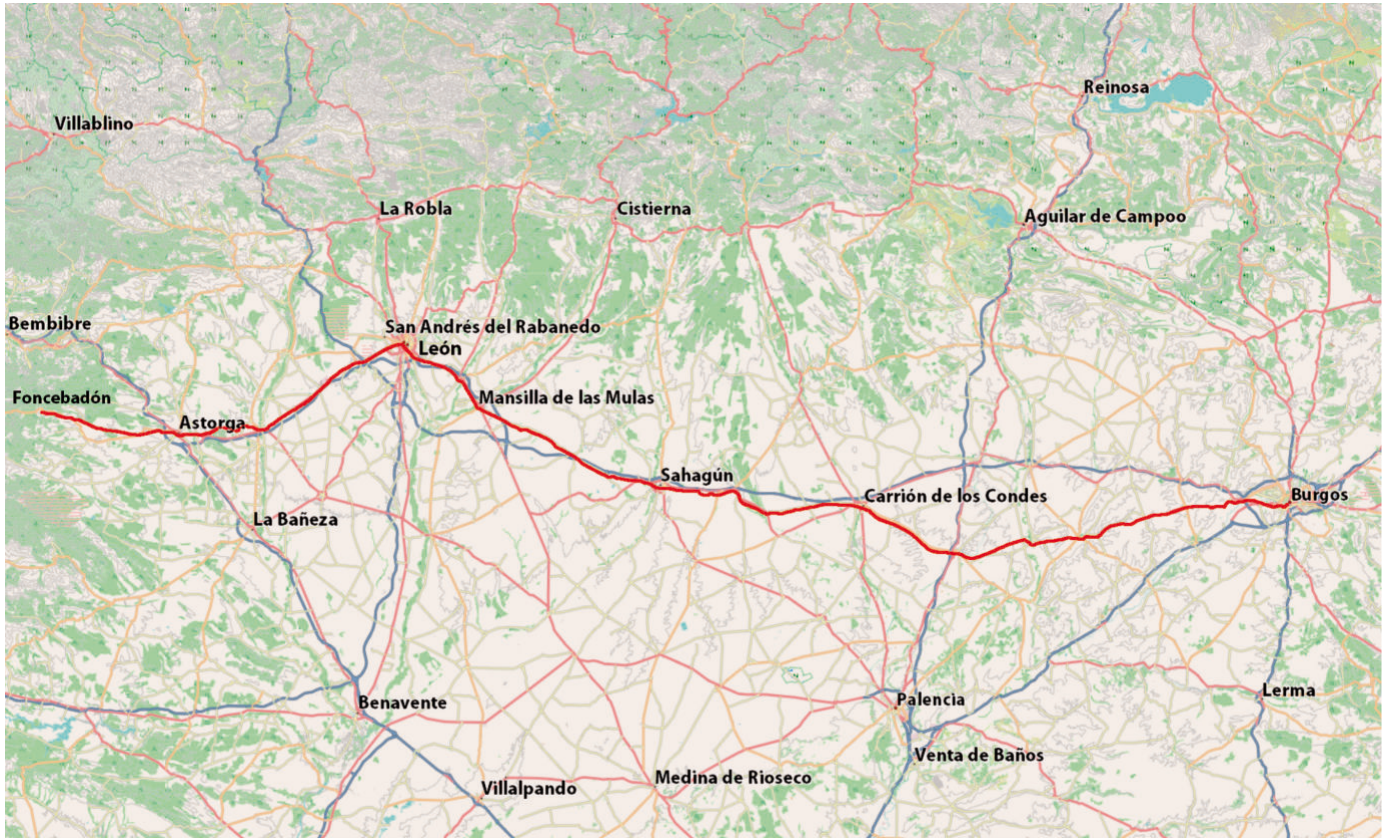 Reinosa
Villablino
La Robla
Cistierna
Aguilar de Campoo
Bembibre
San Andrés del Rabanedo
León
Foncebadón
Mansilla de las Mulas
Astorga
Sahagún
Carrión de los Condes
Burgos
La Bañeza
Lerma
Benavente
Palencia
Venta de Baños
Medina de Rioseco
Villalpando